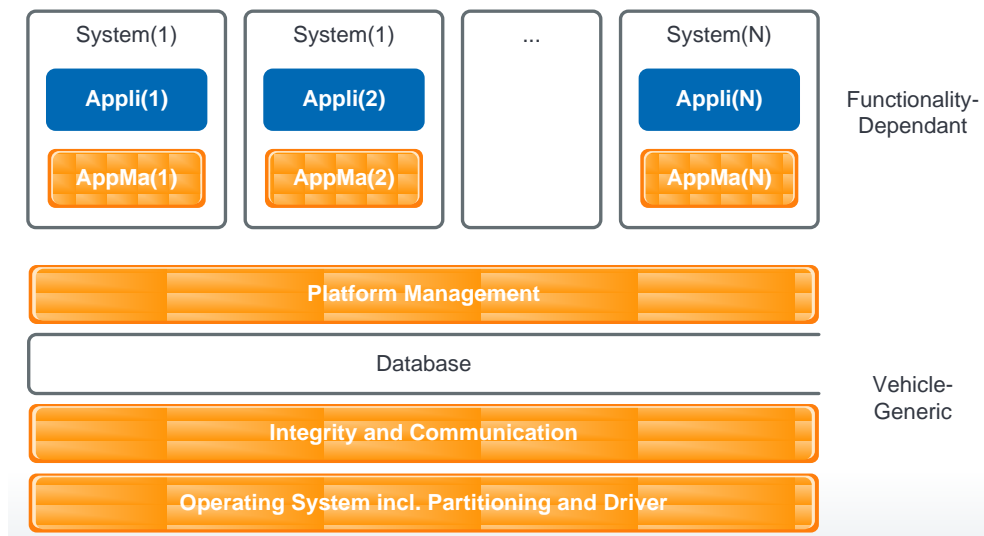 System(1)
System(1)
...
System(N)
Appli(1)
Appli(2)
Appli(N)
Functionality-
Dependant
AppMa(1)
AppMa(2)
AppMa(N)
Platform Management
Database
Vehicle-
Generic
Integrity and Communication
Operating System incl. Partitioning and Driver